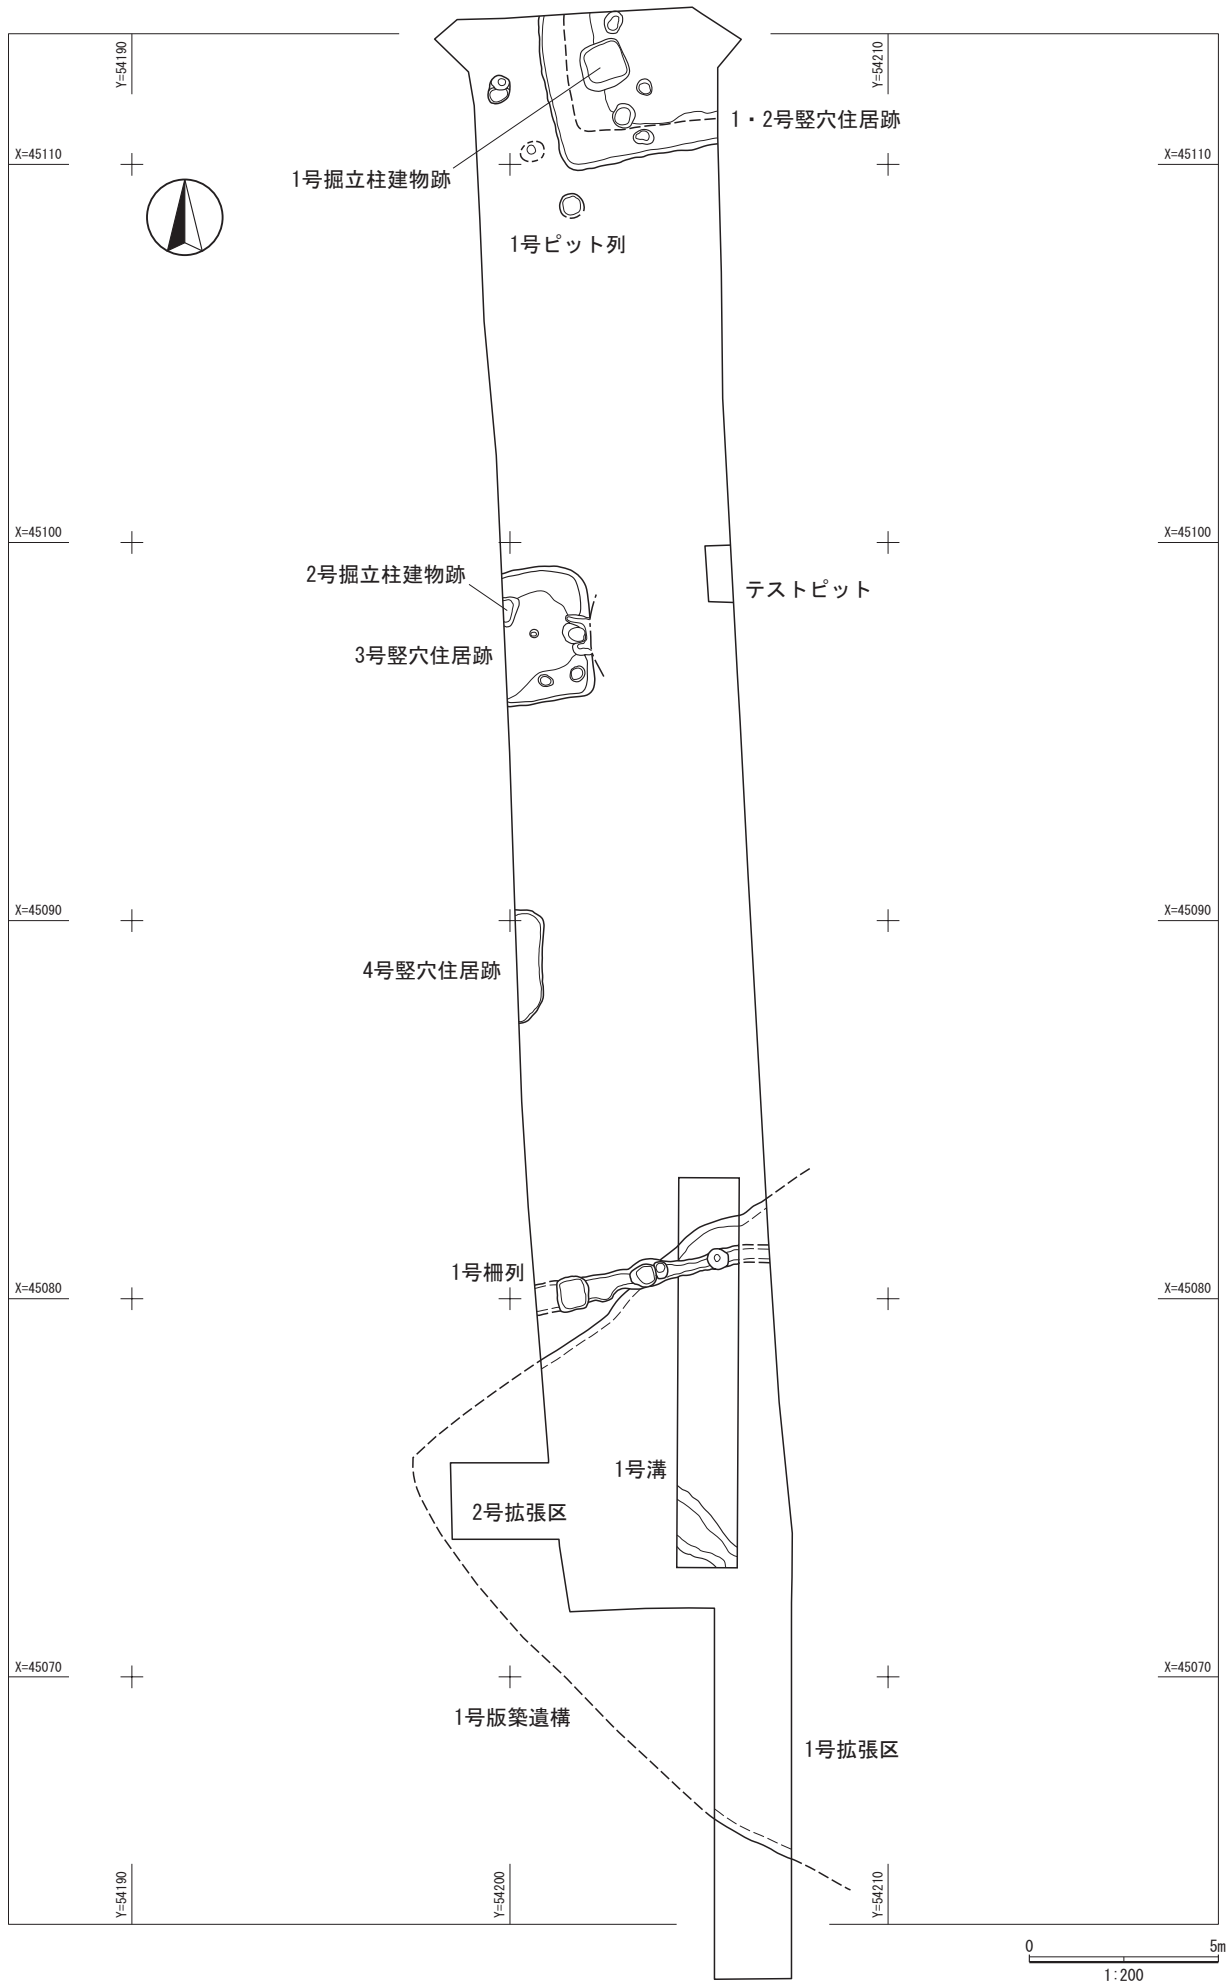 Y=54190
Y=54210
1・2号竪穴住居跡
X=45110
X=45110
1号掘立柱建物跡
1号ピット列
X=45100
X=45100
2号掘立柱建物跡
テストピット
3号竪穴住居跡
X=45090
X=45090
4号竪穴住居跡
1号柵列
X=45080
X=45080
1号溝
2号拡張区
X=45070
X=45070
1号版築遺構
1号拡張区
Y=54190
Y=54200
Y=54210
0 5m
1:200